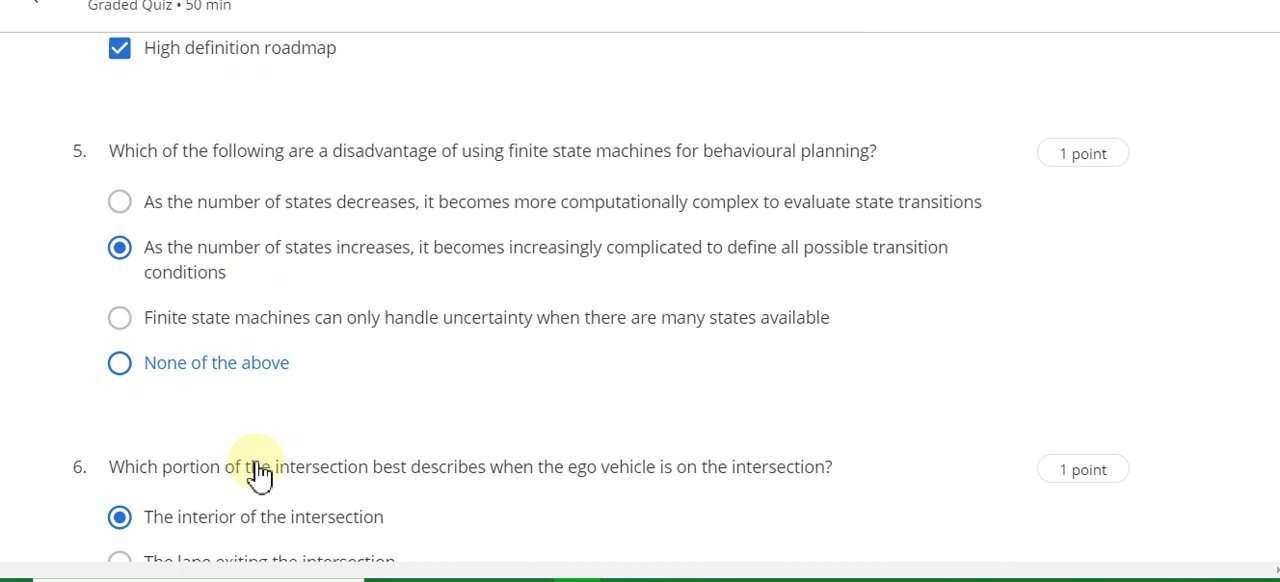 Graded Quiz • 50 min
High definition roadmap
5. Which of the following are a disadvantage of using finite state machines for behavioural planning?
1 point
As the number of states decreases, it becomes more computationally complex to evaluate state transitions
As the number of states increases, it becomes increasingly complicated to define all possible transition
conditions
Finite state machines can only handle uncertainty when there are many states available
None of the above
6. Which portion of the intersection best describes when the ego vehicle is on the intersection?
1 point
The interior of the intersection
The lane exiting the intersection